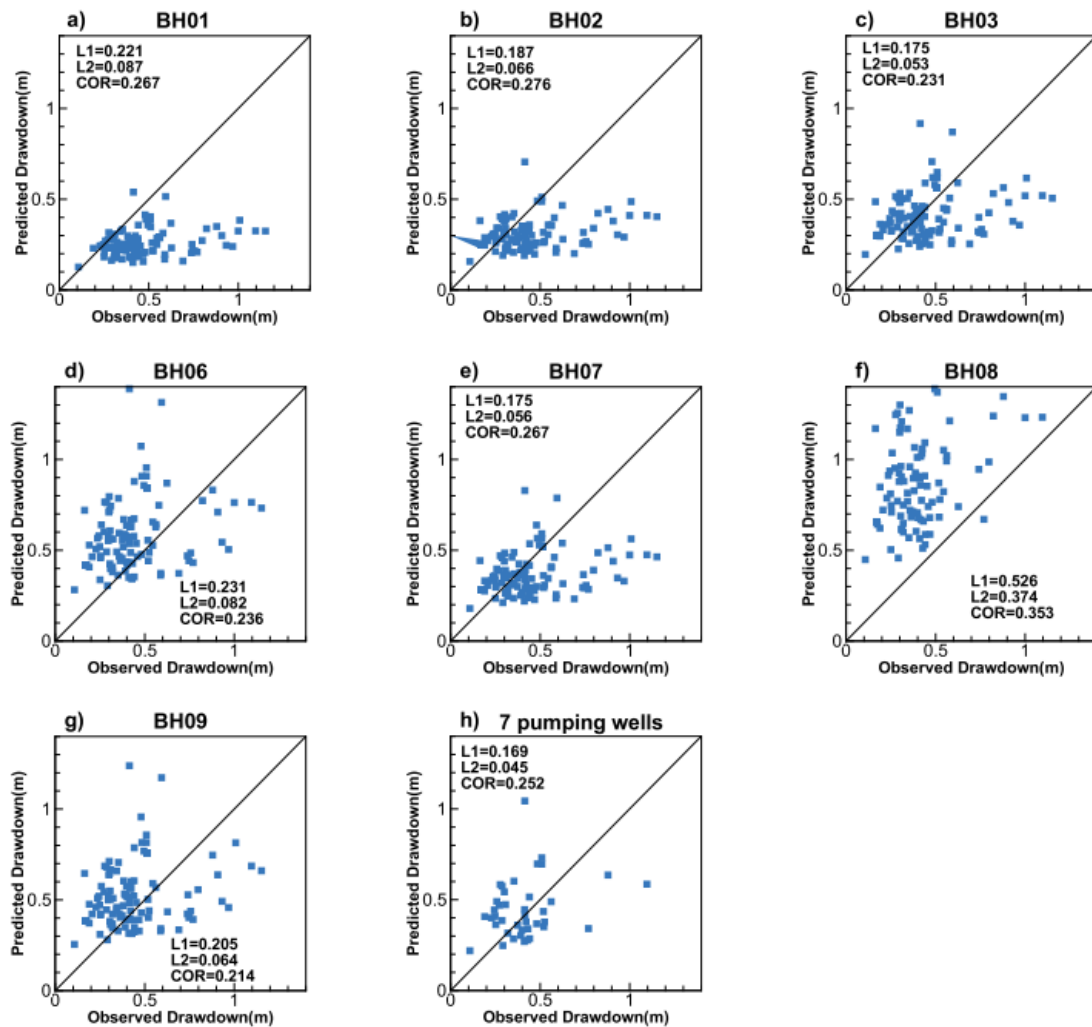 a) BH01
L1=0.221
L2=0.087
COR=0.267
Predicted Drawdown(m)
1
0.5
0
0 0.5 1
Observed Drawdown(m)
b) BH02
L1=0.187
L2=0.066
COR=0.276
Predicted Drawdown(m)
1
0.5
0
0 0.5 1
Observed Drawdown(m)
c) BH03
L1=0.175
L2=0.053
COR=0.231
Predicted Drawdown(m)
1
0.5
0
0 0.5 1
Observed Drawdown(m)
d) BH06
Predicted Drawdown(m)
1
0.5
0
L1=0.231
L2=0.082
COR=0.236
0 0.5 1
Observed Drawdown(m)
e) BH07
L1=0.175
L2=0.056
COR=0.267
Predicted Drawdown(m)
1
0.5
0
0 0.5 1
Observed Drawdown(m)
f) BH08
Predicted Drawdown(m)
1
0.5
0
L1=0.526
L2=0.374
COR=0.353
0 0.5 1
Observed Drawdown(m)
g) BH09
Predicted Drawdown(m)
1
0.5
0
L1=0.205
L2=0.064
COR=0.214
0 0.5 1
Observed Drawdown(m)
h) 7 pumping wells
L1=0.169
L2=0.045
COR=0.252
Predicted Drawdown(m)
1
0.5
0
0 0.5 1
Observed Drawdown(m)